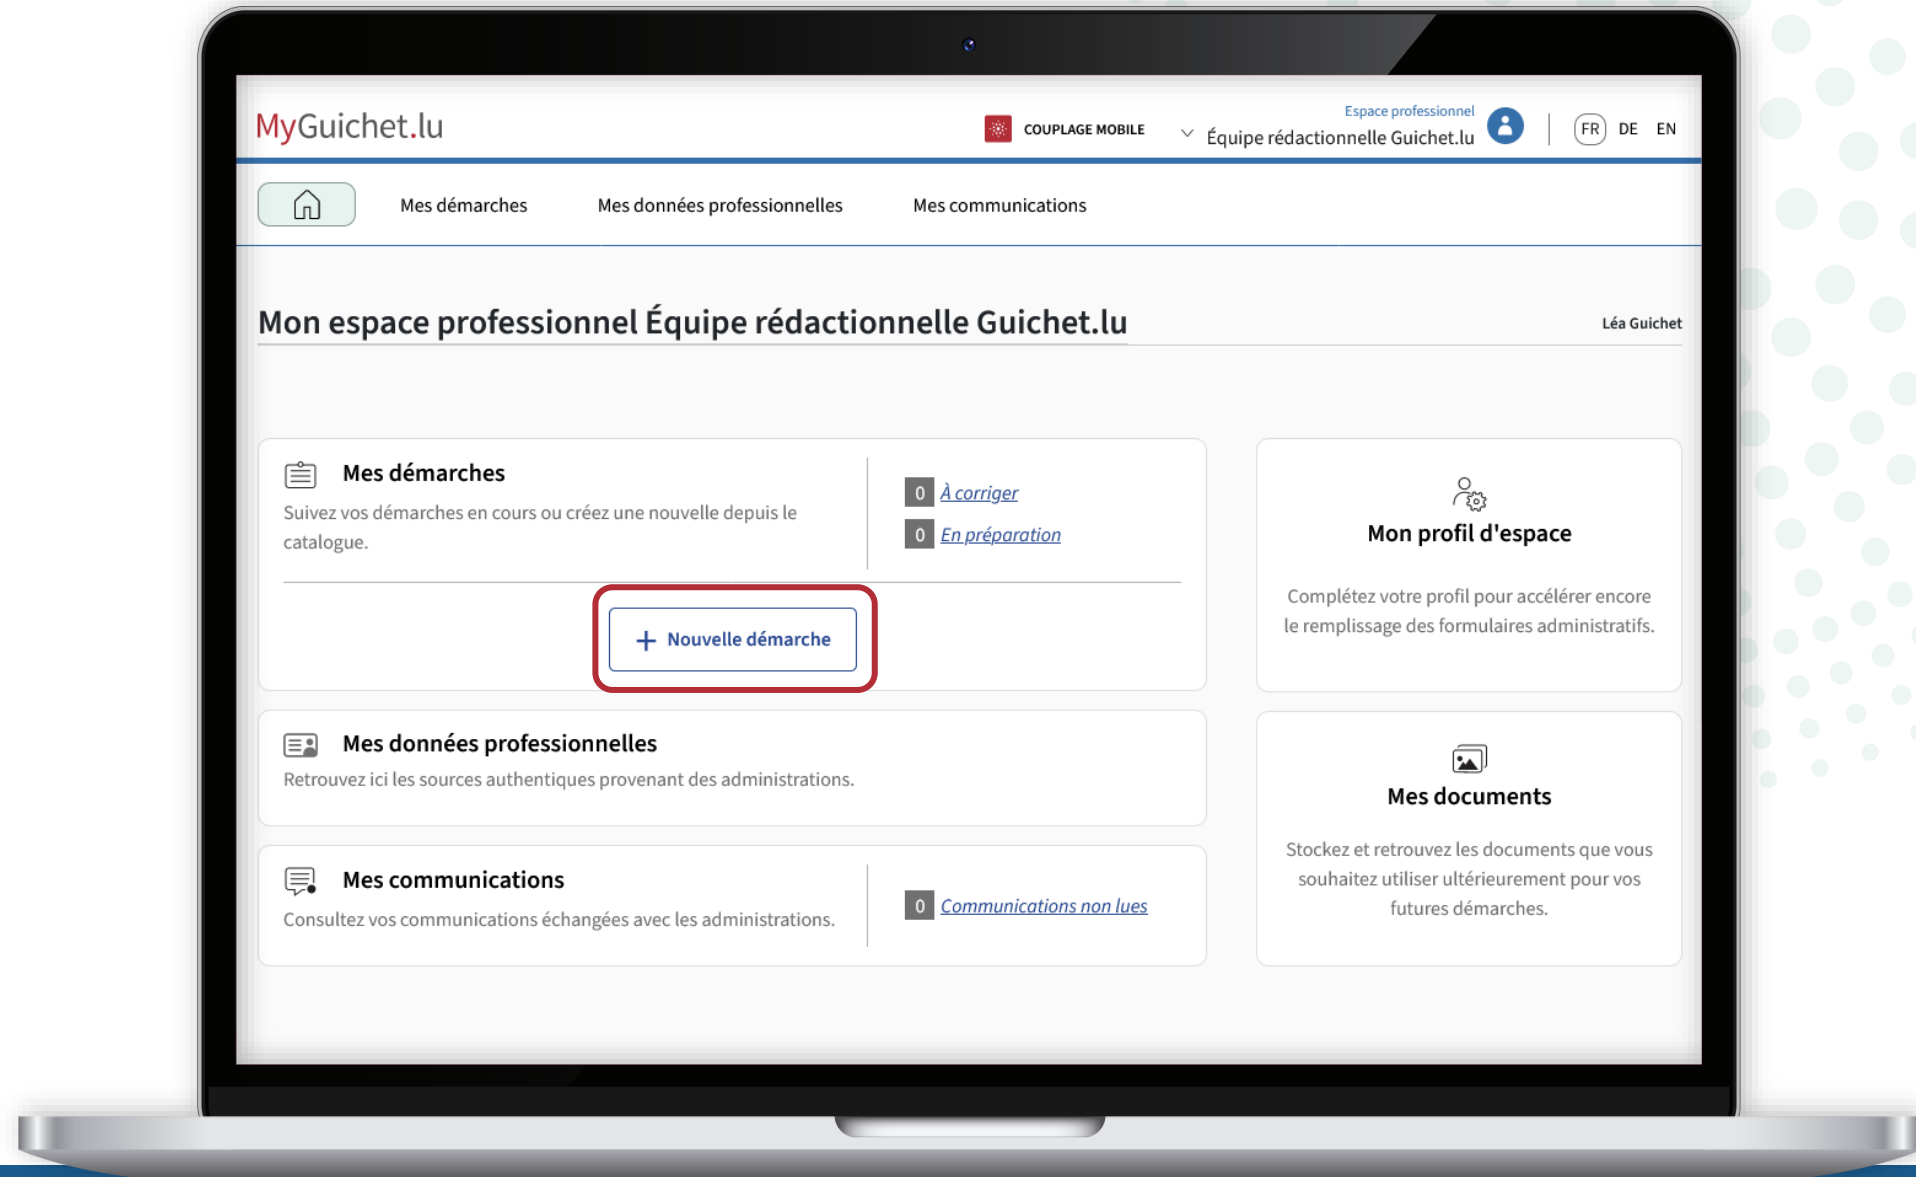 MyGuichet.lu
COUPLAGE MOBILE
Espace professionnel
Équipe rédactionnelle Guichet.lu
FR DE EN
Mes démarches
Mes données professionnelles
Mes communications
Mon espace professionnel Équipe rédactionnelle Guichet.lu
Léa Guichet
Mes démarches
Suivez vos démarches en cours ou créez une nouvelle depuis le
catalogue.
0 À corriger
0 En préparation
+ Nouvelle démarche
Mon profil d'espace
Complétez votre profil pour accélérer encore
le remplissage des formulaires administratifs.
Mes données professionnelles
Retrouvez ici les sources authentiques provenant des administrations.
Mes documents
Stockez et retrouvez les documents que vous
souhaitez utiliser ultérieurement pour vos
futures démarches.
Mes communications
Consultez vos communications échangées avec les administrations.
0 Communications non lues